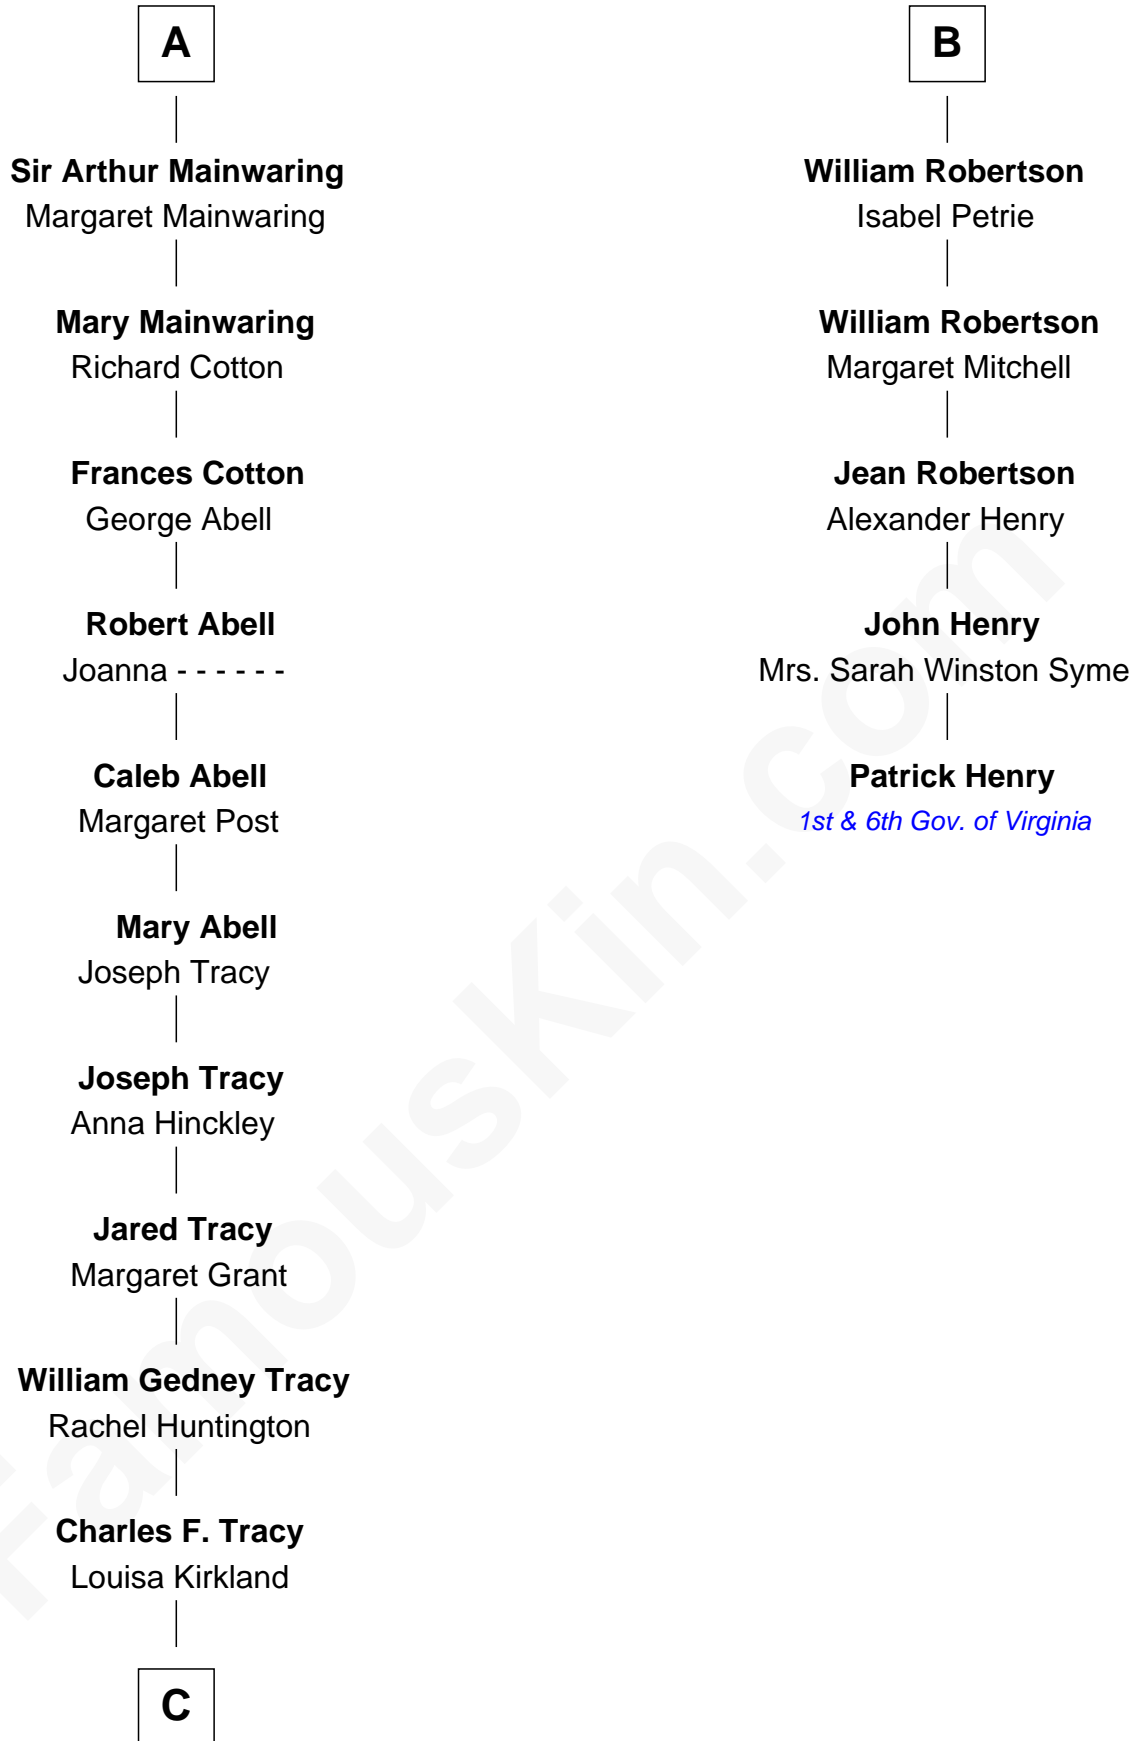 A
Sir Arthur Mainwaring
Margaret Mainwaring
Mary Mainwaring
Richard Cotton
Frances Cotton
George Abell
Robert Abell
Joanna - - - - - -
Caleb Abell
Margaret Post
Mary Abell
Joseph Tracy
Joseph Tracy
Anna Hinckley
Jared Tracy
Margaret Grant
William Gedney Tracy
Rachel Huntington
Charles F. Tracy
Louisa Kirkland
C
B
William Robertson
Isabel Petrie
William Robertson
Margaret Mitchell
Jean Robertson
Alexander Henry
John Henry
Mrs. Sarah Winston Syme
Patrick Henry
1st & 6th Gov. of Virginia
FamousKin.com